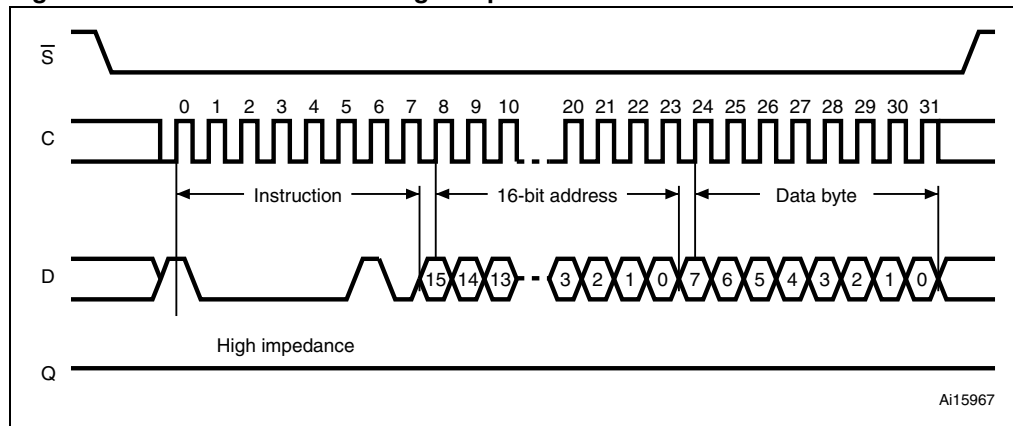 S
0 1 2 3 4 5 6 7 8 9 10 20 21 22 23 24 25 26 27 28 29 30 31
C
Instruction 16-bit address Data byte
D
15 14 13 3 2 1 0 7 6 5 4 3 2 1 0
High impedance
Q
Ai15967